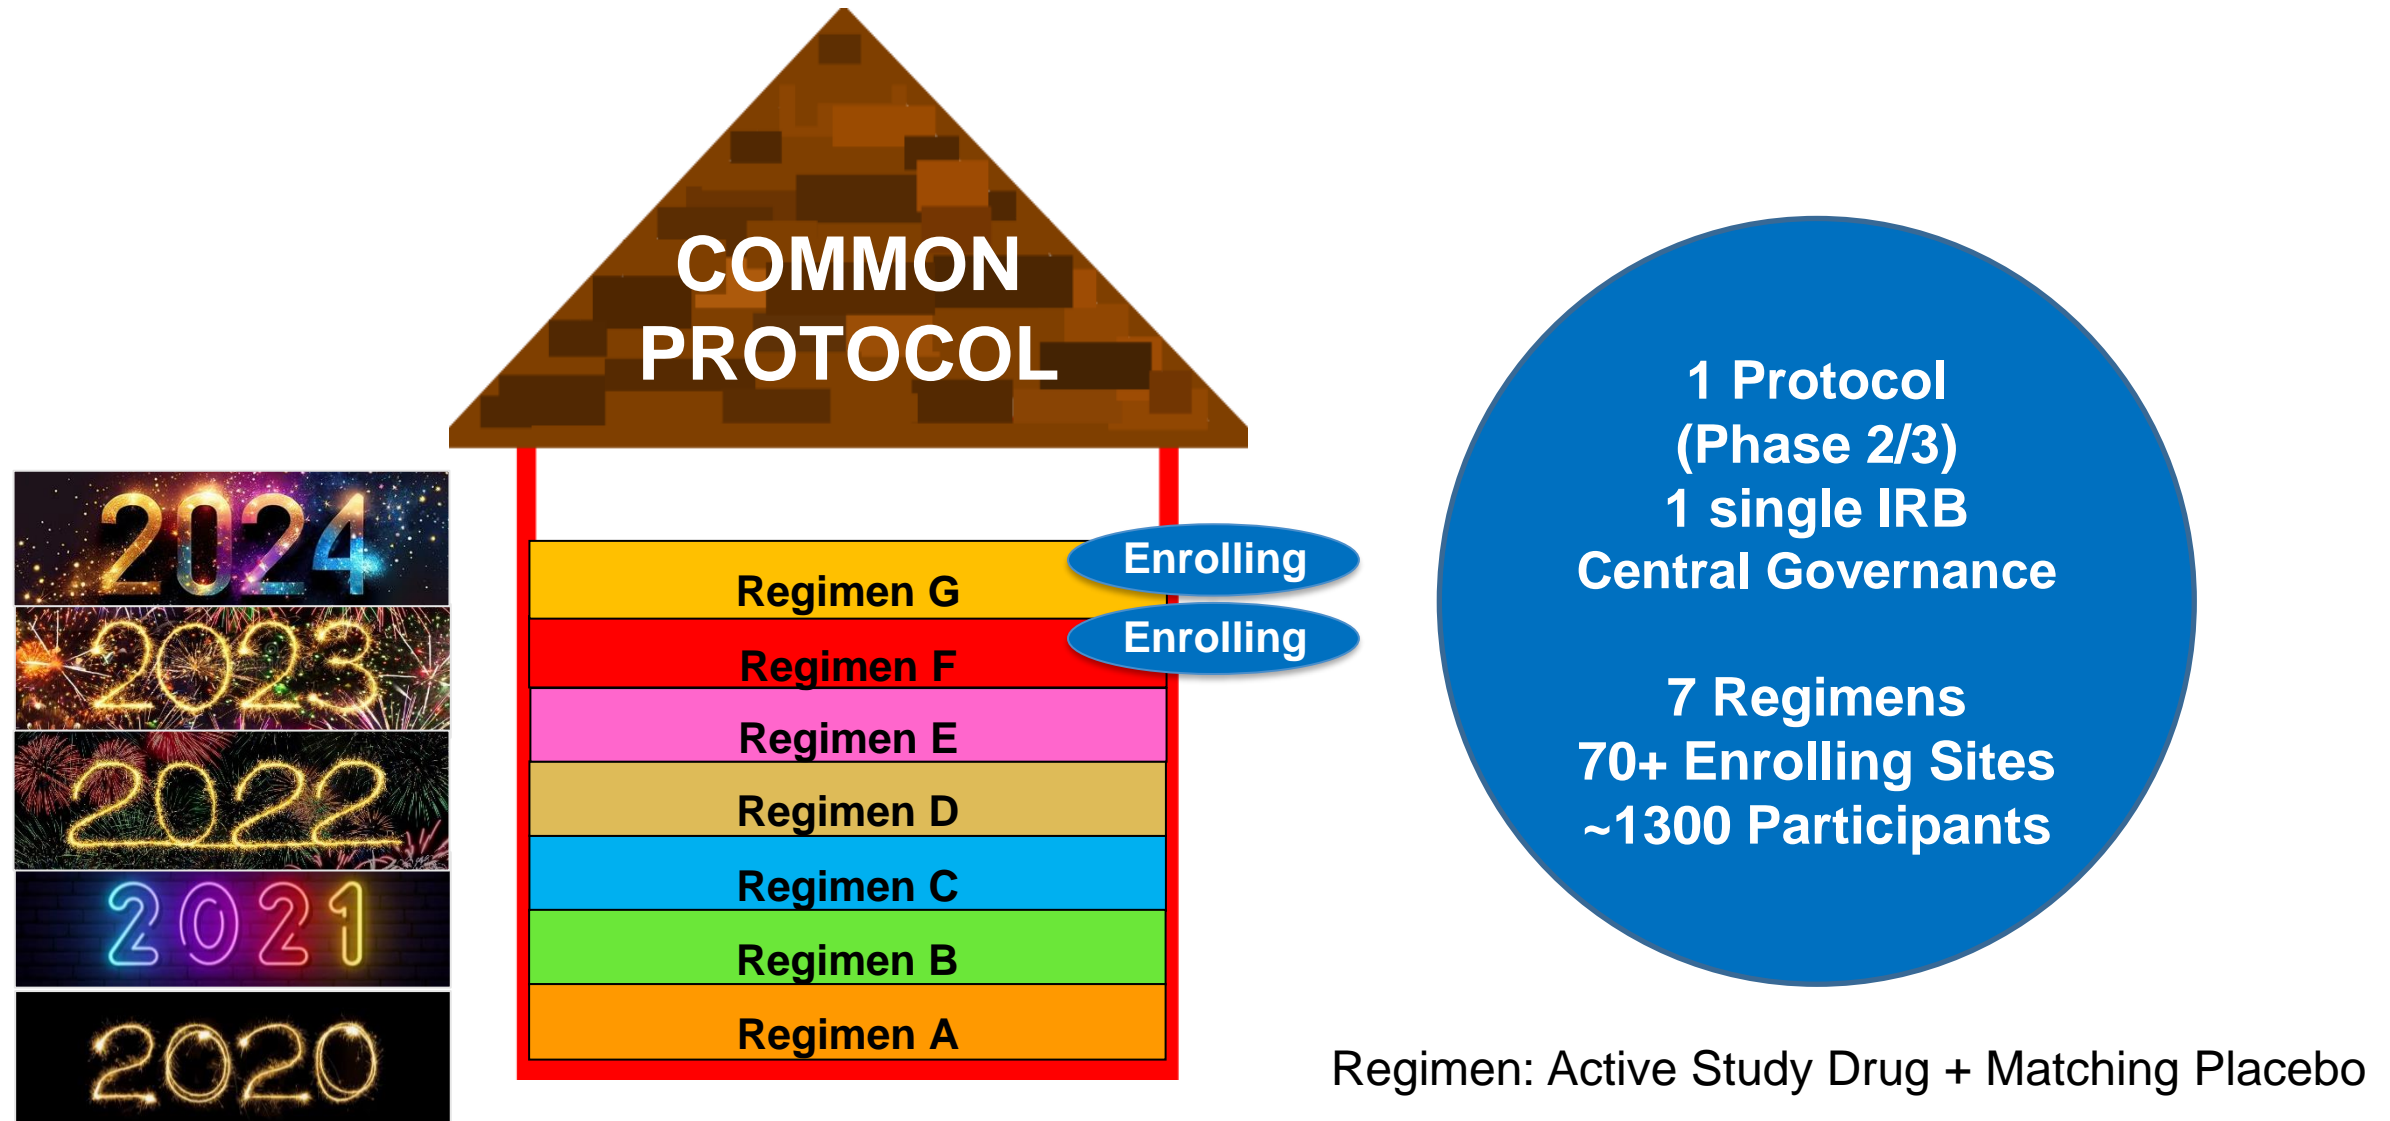 COMMON
PROTOCOL
2024
2023
2022
2021
2020
Regimen G
Enrolling
Regimen F
Enrolling
Regimen E
Regimen D
Regimen C
Regimen B
Regimen A
1 Protocol
(Phase 2/3)
1 single IRB
Central Governance
7 Regimens
70+ Enrolling Sites
~1300 Participants
Regimen: Active Study Drug + Matching Placebo